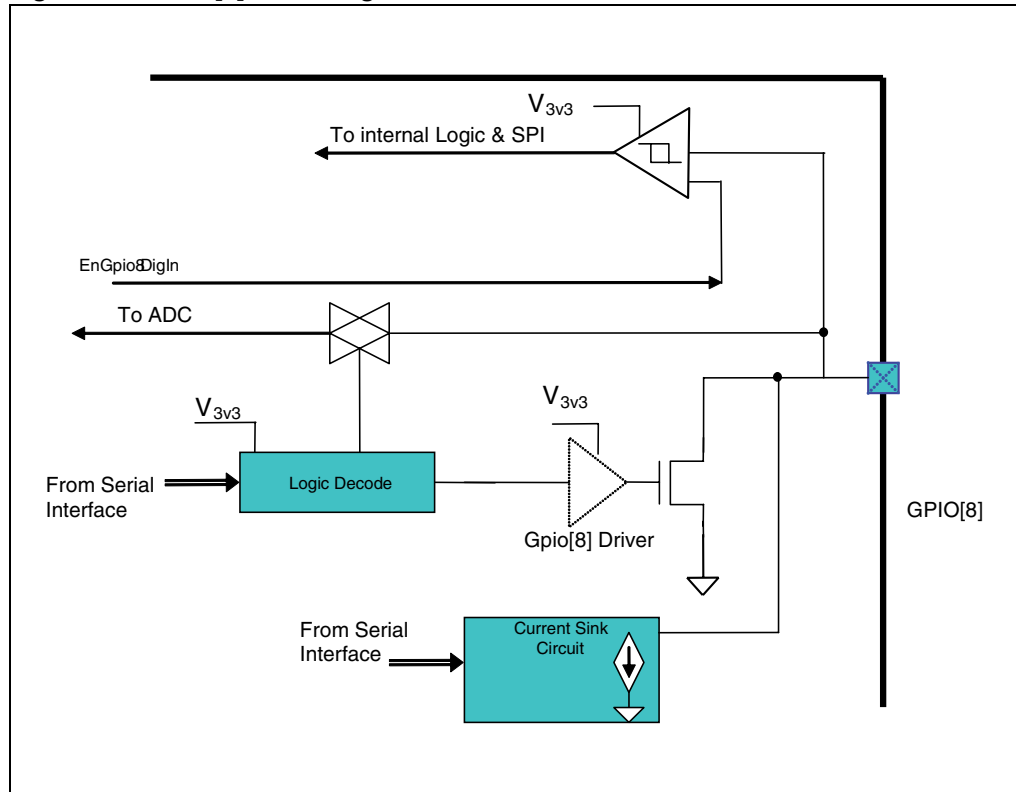 V3v3
To internal Logic & SPI
EnGpio8DigIn
To ADC
V3v3
V3v3
From Serial
Interface
Logic Decode
Gpio[8] Driver
GPIO[8]
From Serial
Interface
Current Sink
Circuit